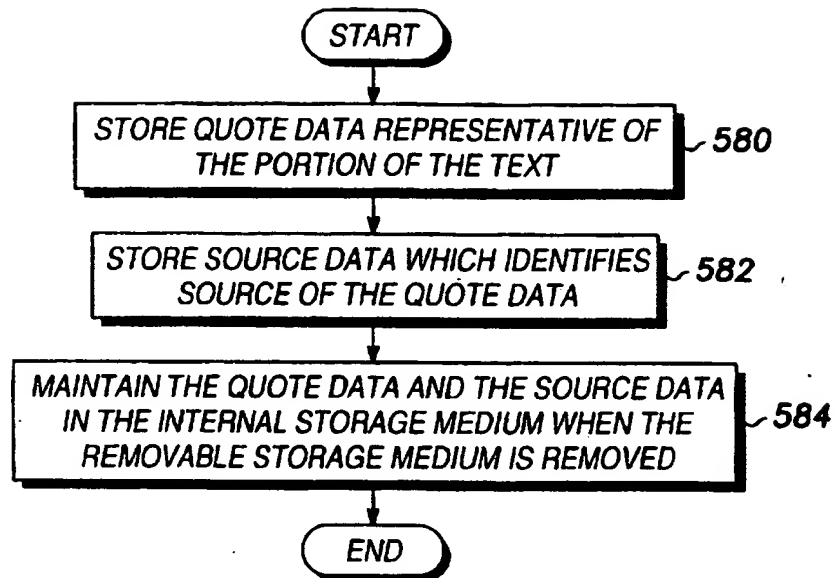 START
STORE QUOTE DATA REPRESENTATIVE OF
THE PORTION OF THE TEXT
580
STORE SOURCE DATA WHICH IDENTIFIES
SOURCE OF THE QUOTE DATA
582
MAINTAIN THE QUOTE DATA AND THE SOURCE DATA
IN THE INTERNAL STORAGE MEDIUM WHEN THE
REMOVABLE STORAGE MEDIUM IS REMOVED
584
END